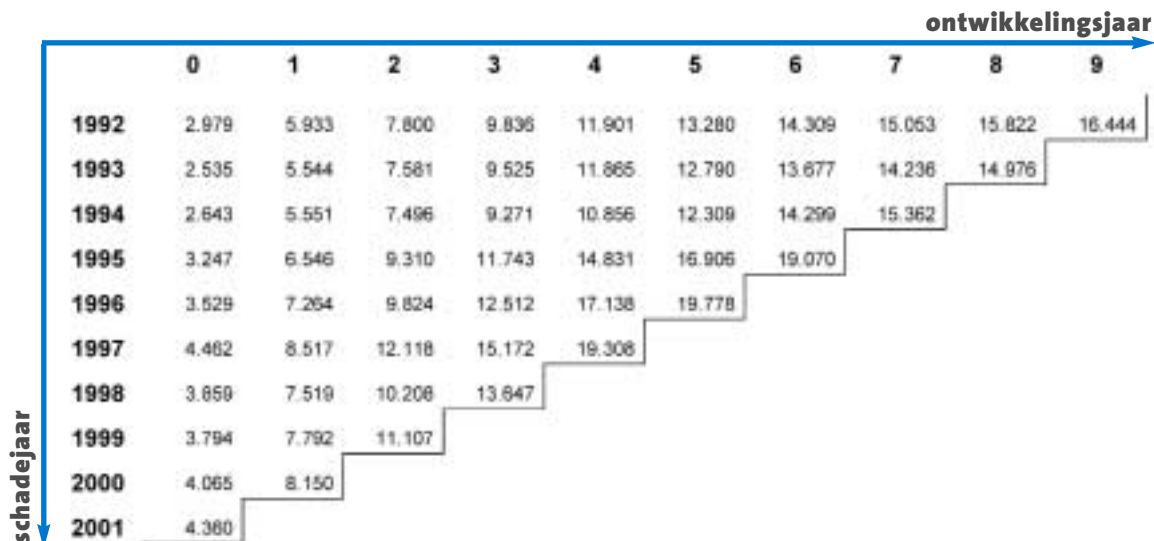 ontwikkelingsjaar
0 1 2 3 4 5 6 7 8 9
1992 2.979 5.933 7.800 9.836 11.901 13.280 14.309 15.053 15.822 16.444
1993 2.535 5.544 7.581 9.525 11.865 12.790 13.677 14.236 14.976
1994 2.643 5.551 7.496 9.271 10.856 12.309 14.299 15.362
1995 3.247 6.546 9.310 11.743 14.831 16.906 19.070
1996 3.529 7.264 9.824 12.512 17.138 19.778
1997 4.462 8.517 12.118 15.172 19.308
1998 3.859 7.519 10.208 13.647
1999 3.794 7.792 11.107
2000 4.065 8.150
2001 4.360
schadejaar